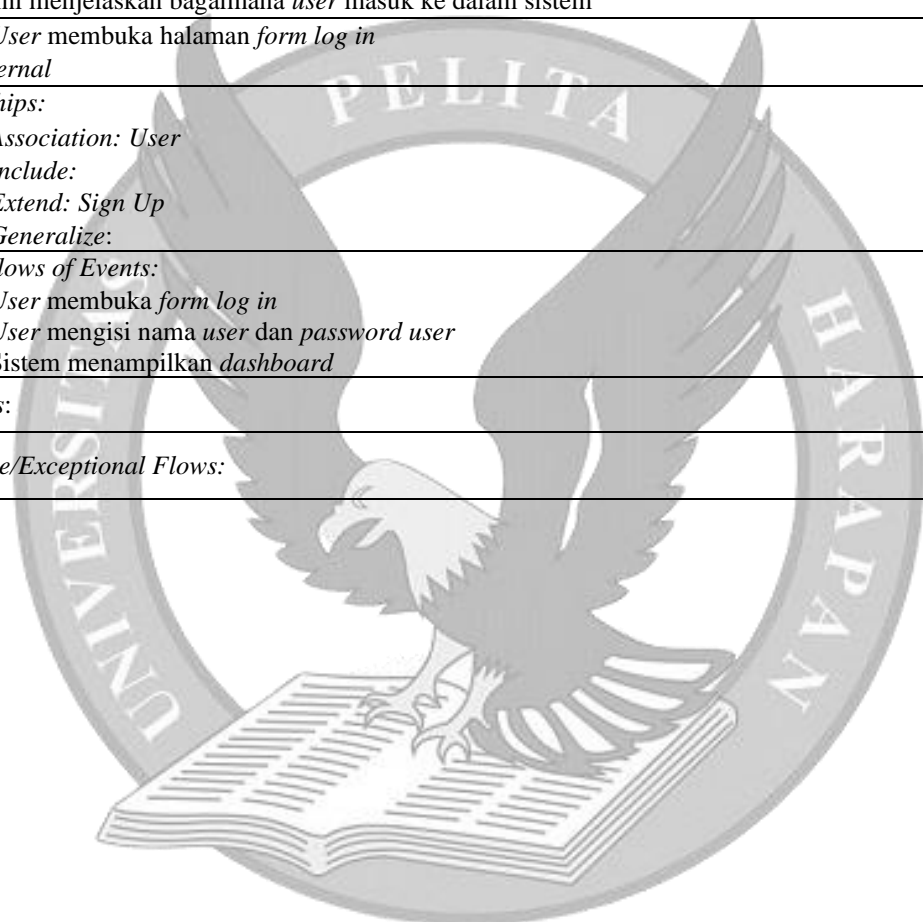 ini menjelaskan bagaimana user masuk ke dalam sistem
User membuka halaman form log in
ernal
hips:
Association: User
Include:
Extend: Sign Up
Generalize:
lows of Events:
User membuka form log in
User mengisi nama user dan password user
Sistem menampilkan dashboard
s:
e/Exceptional Flows:
UNIVERSITAS PELITA HARAPAN